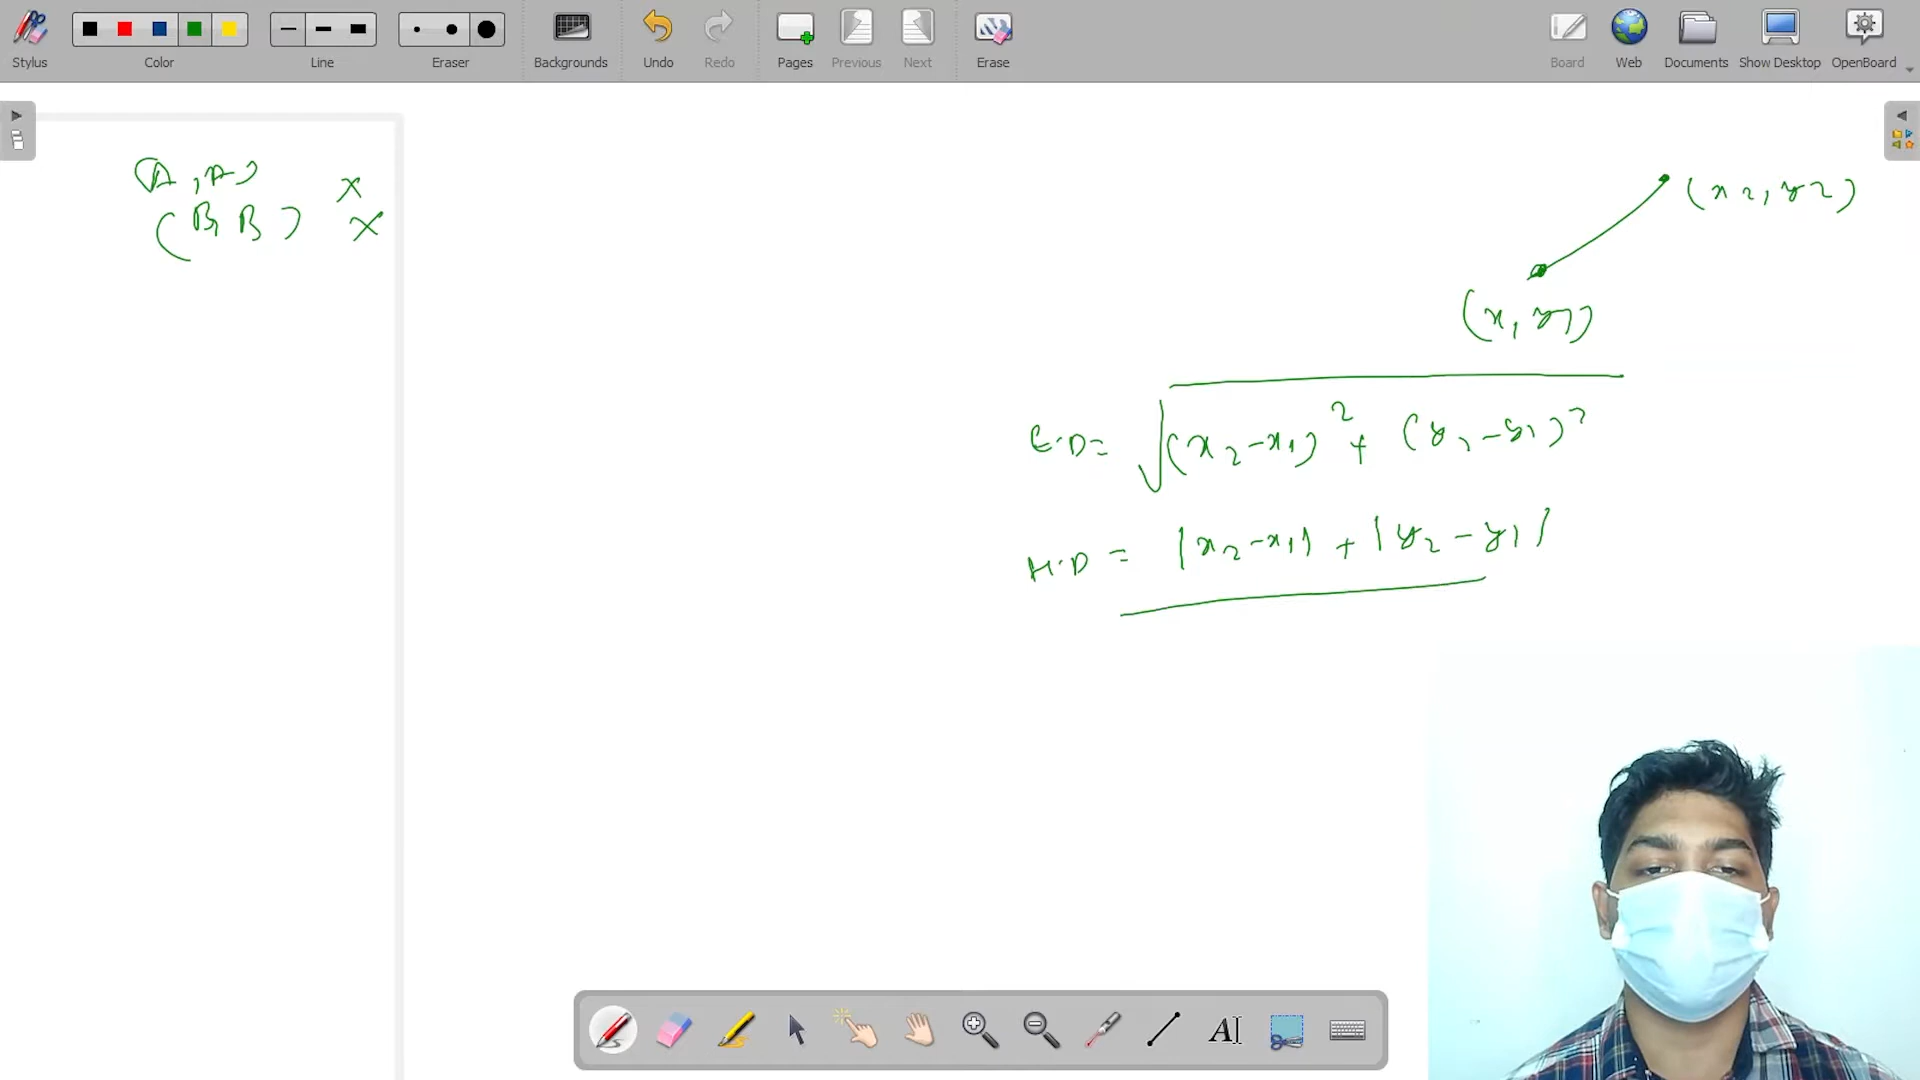 Stylus Color Line Eraser Backgrounds Undo Redo Pages Previous Next Erase Board Web Documents Show Desktop OpenBoard
(A, A) x
(B, B) x
(x2, y2)
(x1, y1)
E.D = √(x2-x1)² + (y2-y1)²
M.D = |x2-x1| + |y2-y1|